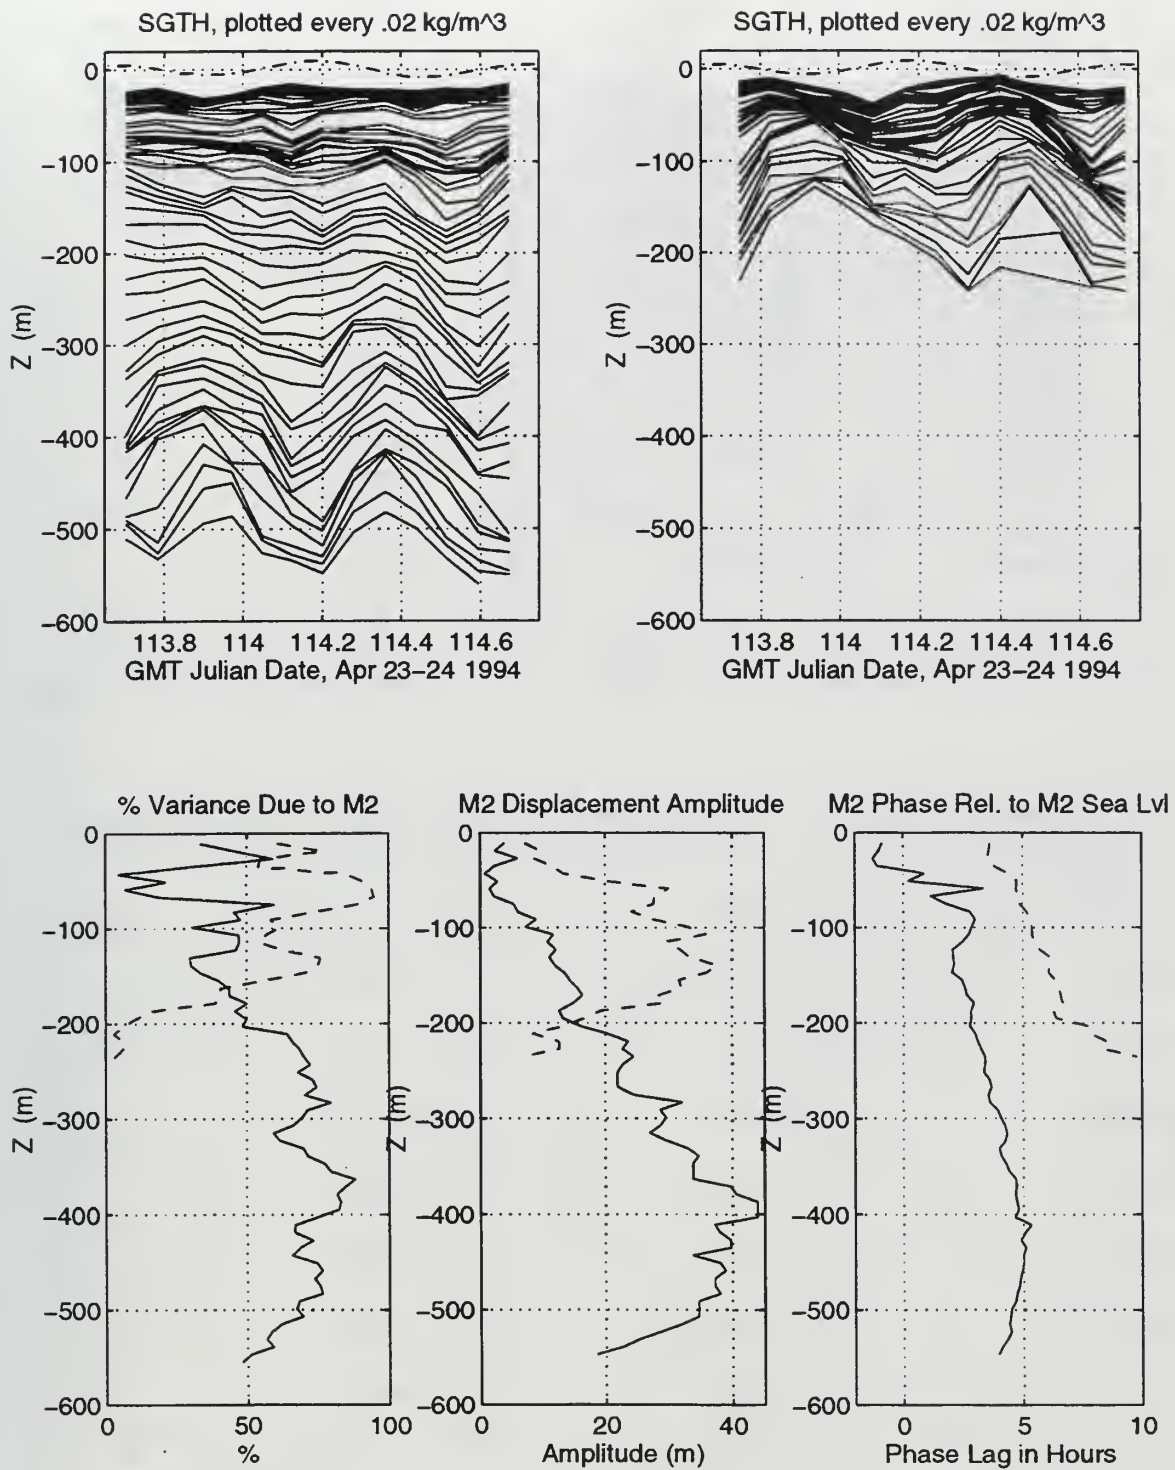 SGTH, plotted every .02 kg/m^3
0
−100
−200
−300
−400
−500
−600
Z (m)
113.8 114 114.2 114.4 114.6
GMT Julian Date, Apr 23−24 1994
SGTH, plotted every .02 kg/m^3
0
−100
−200
−300
−400
−500
−600
Z (m)
113.8 114 114.2 114.4 114.6
GMT Julian Date, Apr 23−24 1994
% Variance Due to M2
0
−100
−200
−300
−400
−500
−600
Z (m)
0 50 100
%
M2 Displacement Amplitude
0
−100
−200
−300
−400
−500
−600
Z (m)
0 20 40
Amplitude (m)
M2 Phase Rel. to M2 Sea Lvl
0
−100
−200
−300
−400
−500
−600
Z (m)
0 5 10
Phase Lag in Hours